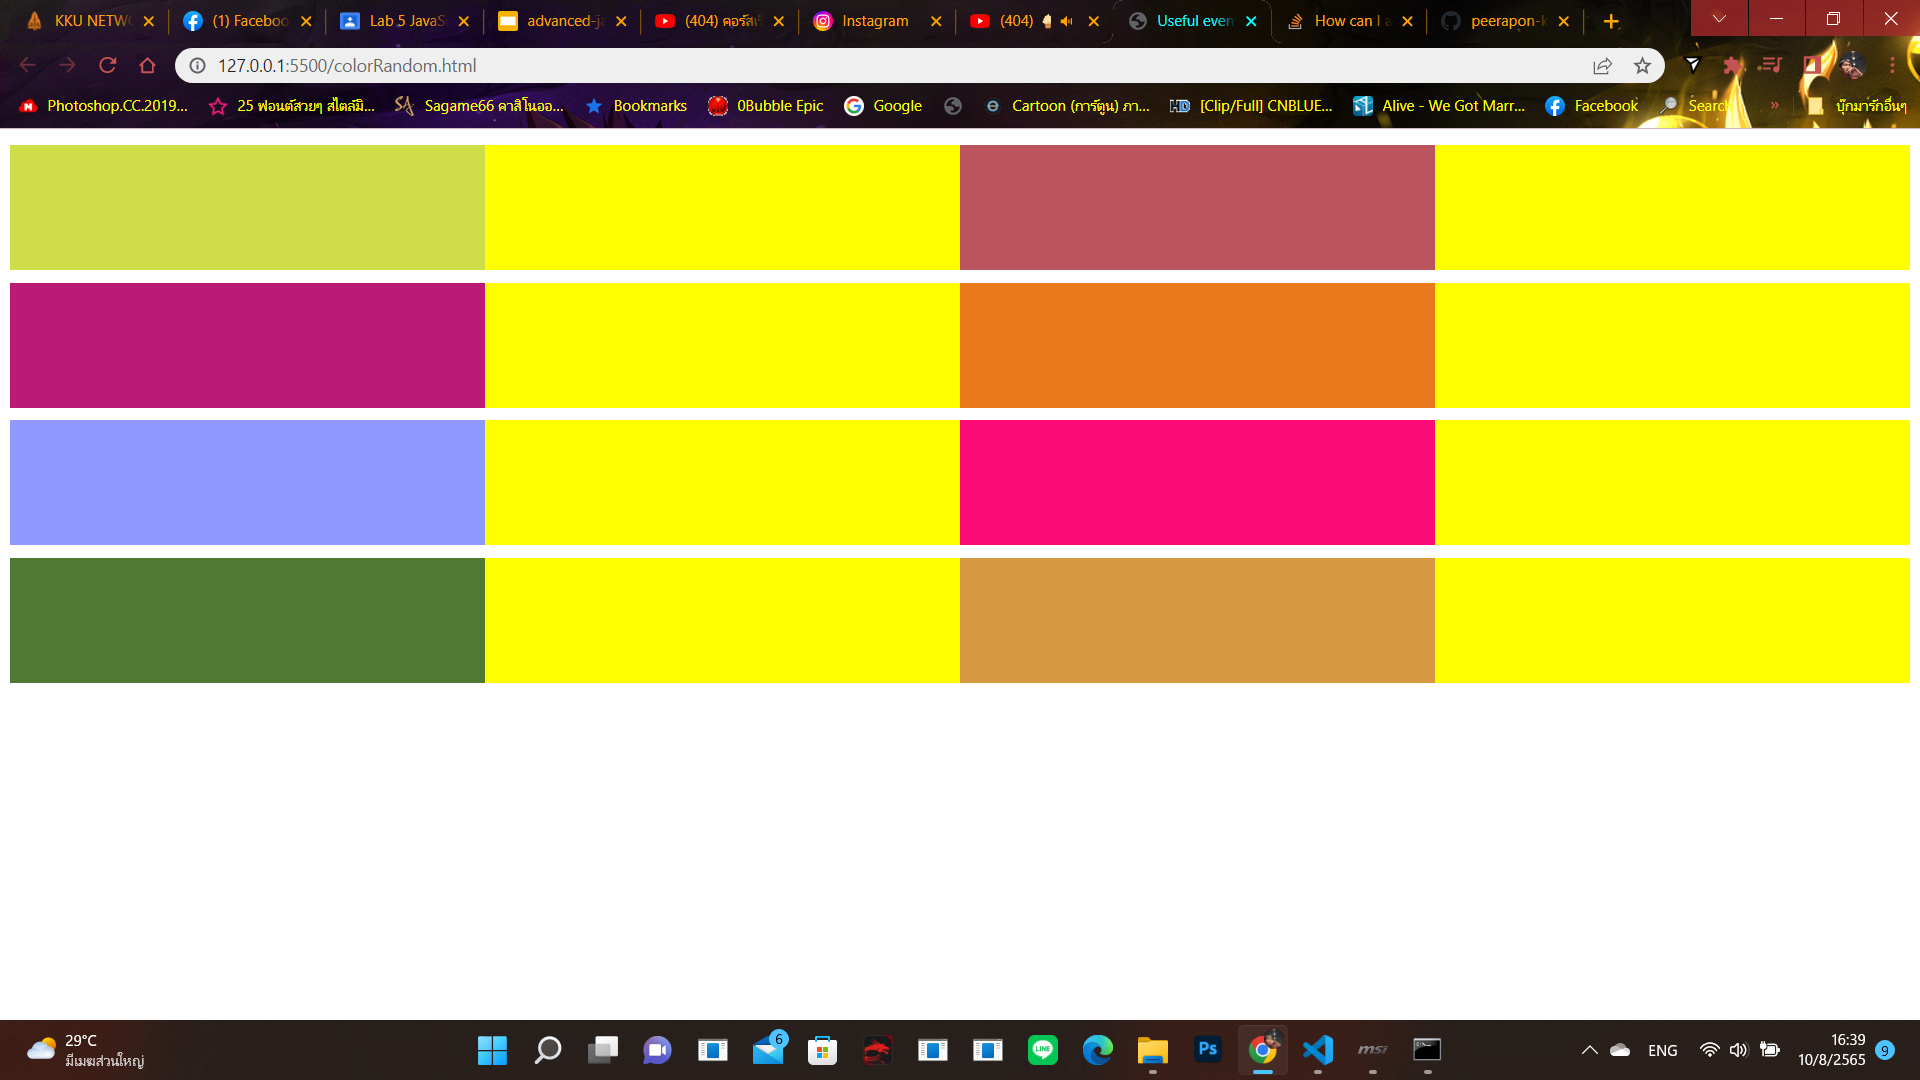 KKU NETW
(1) Faceboo
Lab 5 JavaS
advanced-ja
(404) คอร์สเ
Instagram
(404)
Useful even
How can I a
peerapon-k
127.0.0.1:5500/colorRandom.html
Photoshop.CC.2019...
25 ฟอนต์สวยๆ สไตล์มิ...
Sagame66 คาสิโนออ...
Bookmarks
0Bubble Epic
Google
Cartoon (การ์ตูน) ภา...
[Clip/Full] CNBLUE...
Alive - We Got Marr...
Facebook
Search
»
บุ๊กมาร์กอื่นๆ
29°C
มีเมฆส่วนใหญ่
6
LINE
Ps
msi
ENG
16:39
10/8/2565
9